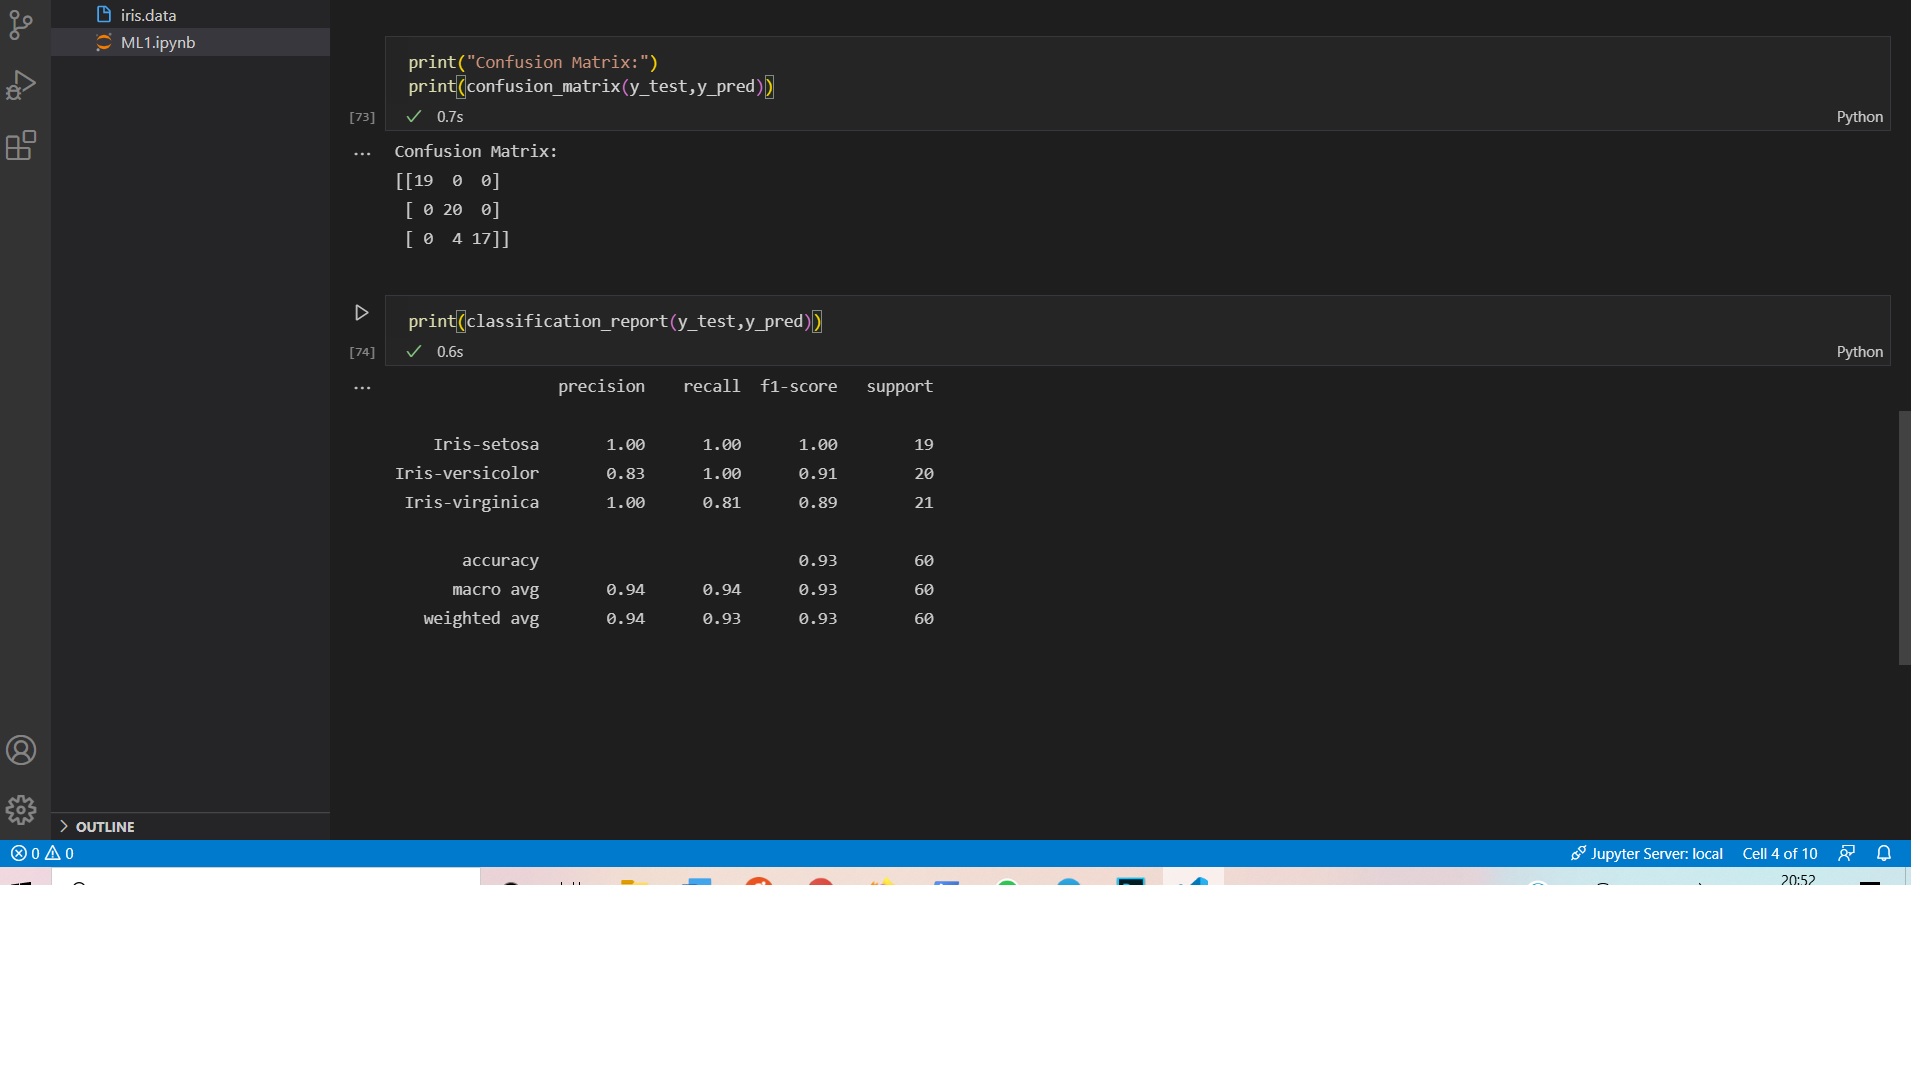 iris.data
ML1.ipynb
print("Confusion Matrix:")
print(confusion_matrix(y_test,y_pred))
[73] 0.7s Python
Confusion Matrix:
[[19  0  0]
 [ 0 20  0]
 [ 0  4 17]]
print(classification_report(y_test,y_pred))
[74] 0.6s Python
precision recall f1-score support
Iris-setosa 1.00 1.00 1.00 19
Iris-versicolor 0.83 1.00 0.91 20
Iris-virginica 1.00 0.81 0.89 21
accuracy 0.93 60
macro avg 0.94 0.94 0.93 60
weighted avg 0.94 0.93 0.93 60
OUTLINE
0 0 Jupyter Server: local Cell 4 of 10
20:52